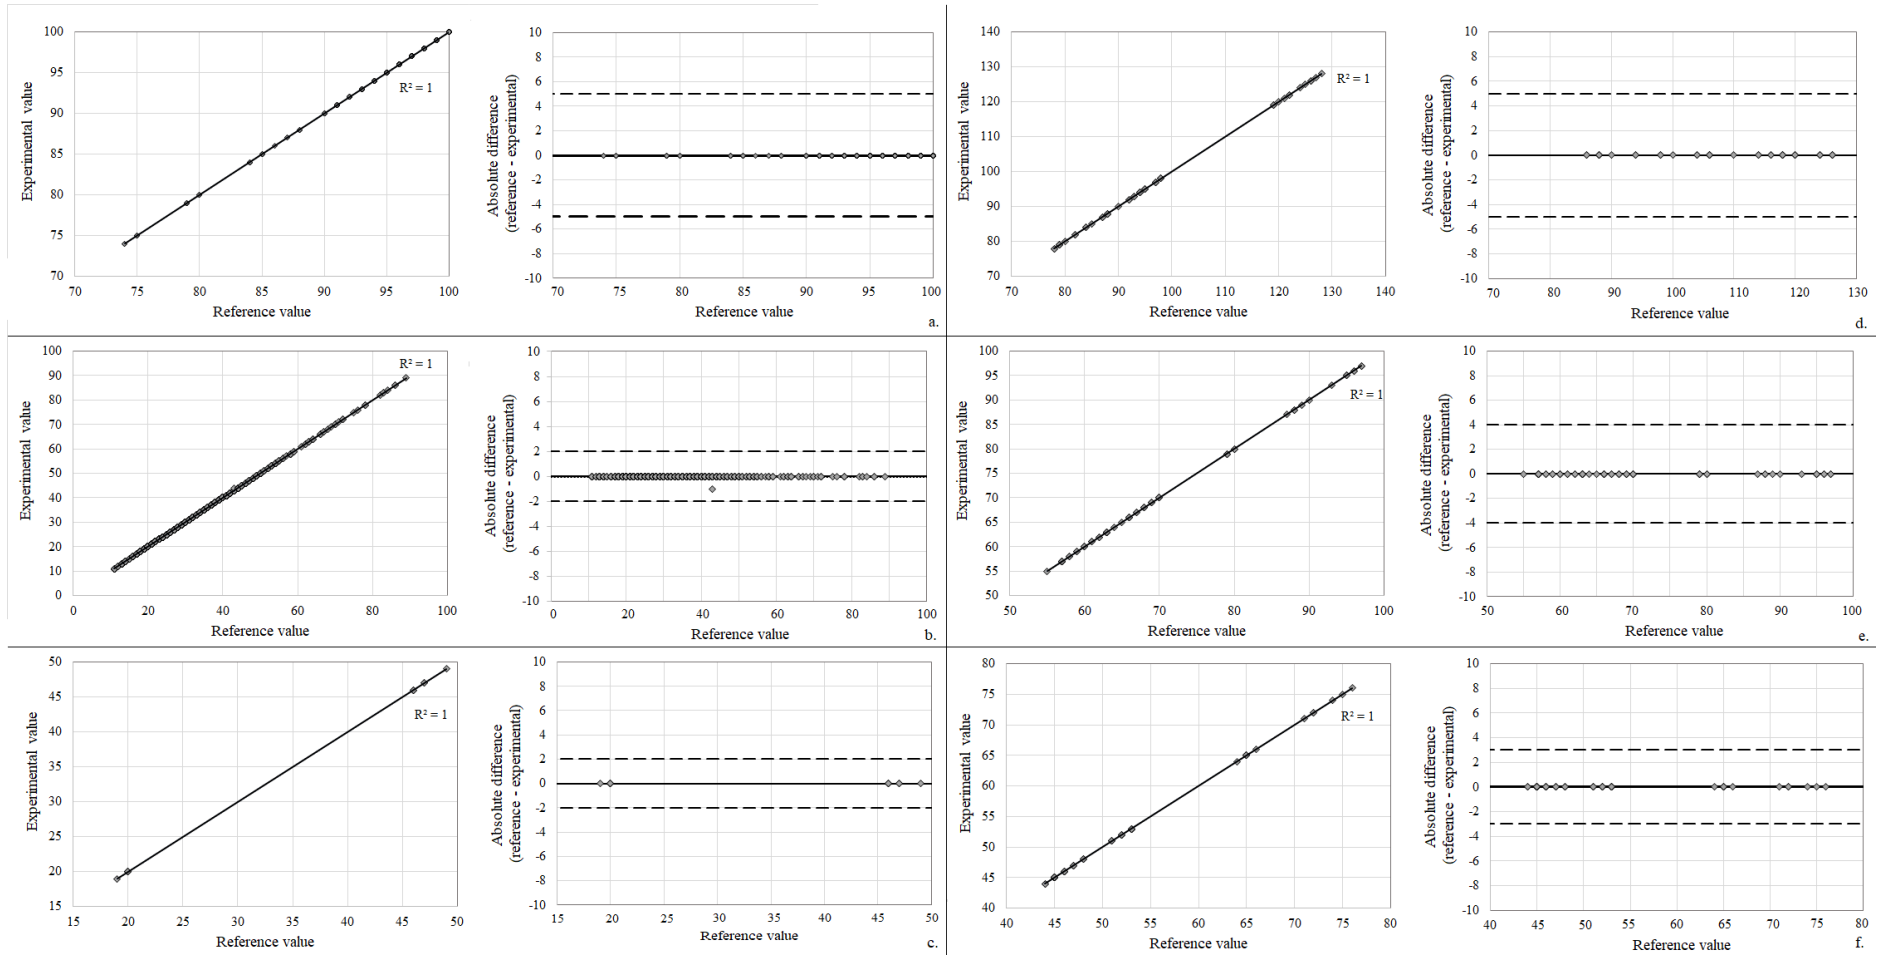 100
95
90
85
80
75
70
70 75 80 85 90 95 100
Experimental value
Reference value
R² = 1
10
8
6
4
2
0
-2
-4
-6
-8
-10
70 75 80 85 90 95 100
Absolute difference
(reference - experimental)
Reference value
a.
140
130
120
110
100
90
80
70
70 80 90 100 110 120 130 140
Experimental value
Reference value
R² = 1
10
8
6
4
2
0
-2
-4
-6
-8
-10
70 80 90 100 110 120 130
Absolute difference
(reference - experimental)
Reference value
d.
100
90
80
70
60
50
40
30
20
10
0
0 20 40 60 80 100
Experimental value
Reference value
R² = 1
10
8
6
4
2
0
-2
-4
-6
-8
-10
0 20 40 60 80 100
Absolute difference
(reference - experimental)
Reference value
b.
100
95
90
85
80
75
70
65
60
55
50
50 60 70 80 90 100
Experimental value
Reference value
R² = 1
10
8
6
4
2
0
-2
-4
-6
-8
-10
50 60 70 80 90 100
Absolute difference
(reference - experimental)
Reference value
e.
50
45
40
35
30
25
20
15
15 20 25 30 35 40 45 50
Experimental value
Reference value
R² = 1
10
8
6
4
2
0
-2
-4
-6
-8
-10
15 20 25 30 35 40 45 50
Absolute difference
(reference - experimental)
Reference value
c.
80
75
70
65
60
55
50
45
40
40 45 50 55 60 65 70 75 80
Experimental value
Reference value
R² = 1
10
8
6
4
2
0
-2
-4
-6
-8
-10
40 45 50 55 60 65 70 75 80
Absolute difference
(reference - experimental)
Reference value
f.